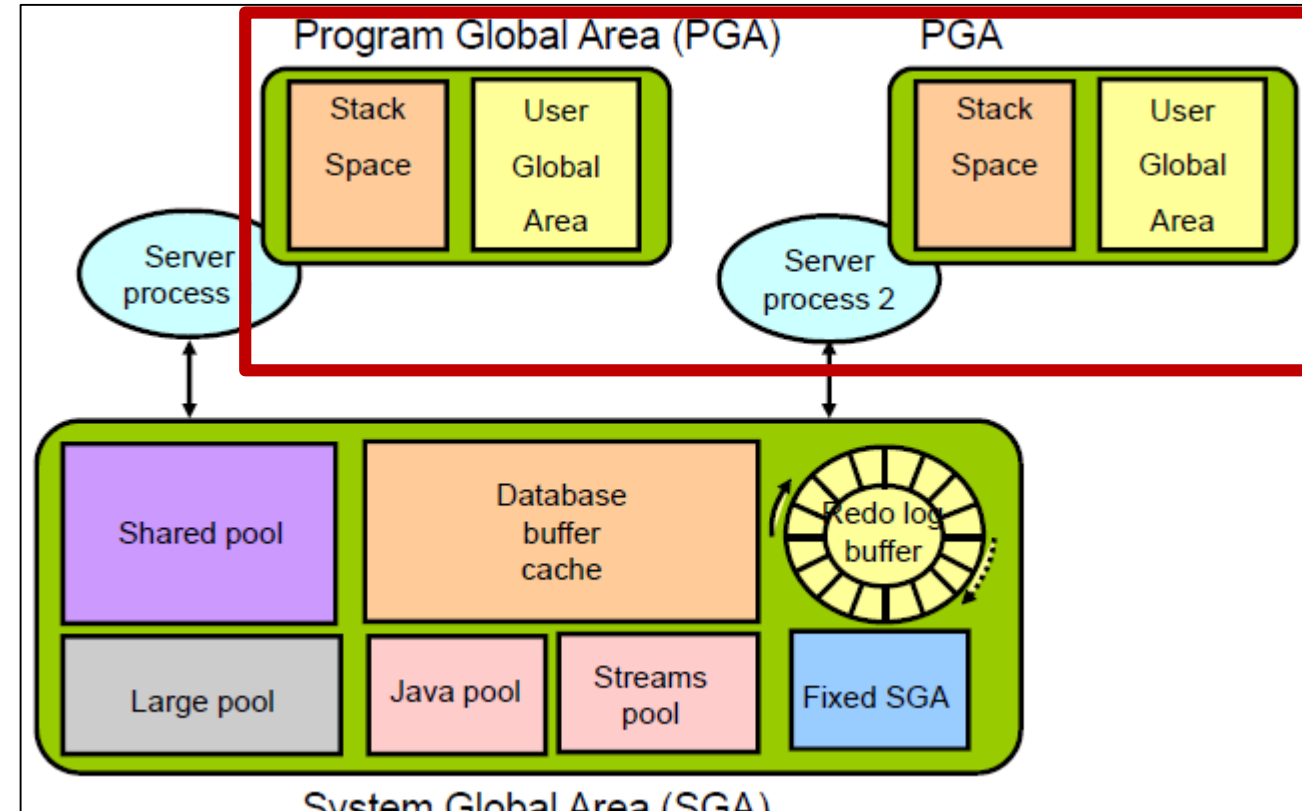 Program Global Area (PGA)
PGA
Stack
Space
User
Global
Area
Stack
Space
User
Global
Area
Server
process
Server
process 2
Shared pool
Database
buffer
cache
Redo log
buffer
Large pool
Java pool
Streams
pool
Fixed SGA
System Global Area (SGA)